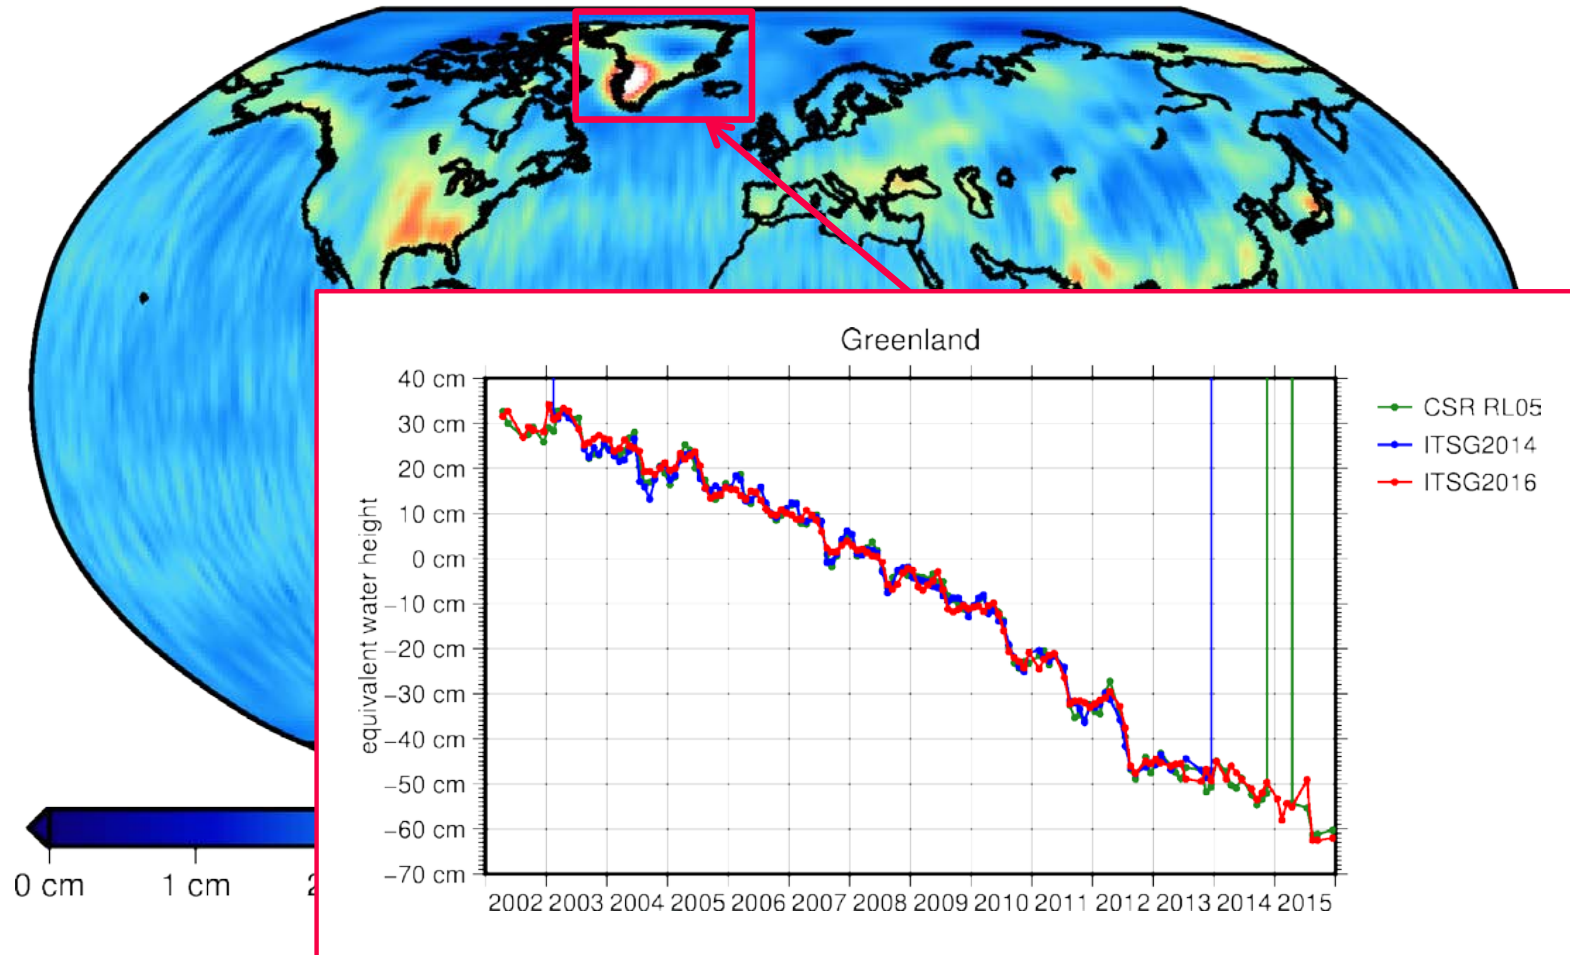 Greenland
40 cm
30 cm
20 cm
10 cm
0 cm
−10 cm
−20 cm
−30 cm
−40 cm
−50 cm
−60 cm
−70 cm
equivalent water height
2002 2003 2004 2005 2006 2007 2008 2009 2010 2011 2012 2013 2014 2015
CSR RL05
ITSG2014
ITSG2016
0 cm 1 cm 2